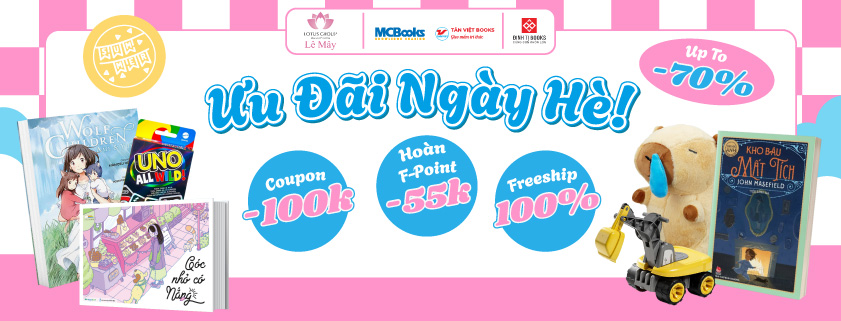 LOTUS GROUP
Lê Mây
MCBooks
TÂN VIỆT BOOKS
ĐINH TỊ BOOKS
Up To
-70%
Ưu Đãi Ngày Hè!
Coupon
-100k
Hoàn
F-Point
-55k
Freeship
100%
WOLF
CHILDREN
UNO
ALL WILD!
Góc
nhỏ có
Nắng
KHO BÁU
MẤT TÍCH
JOHN MASEFIELD